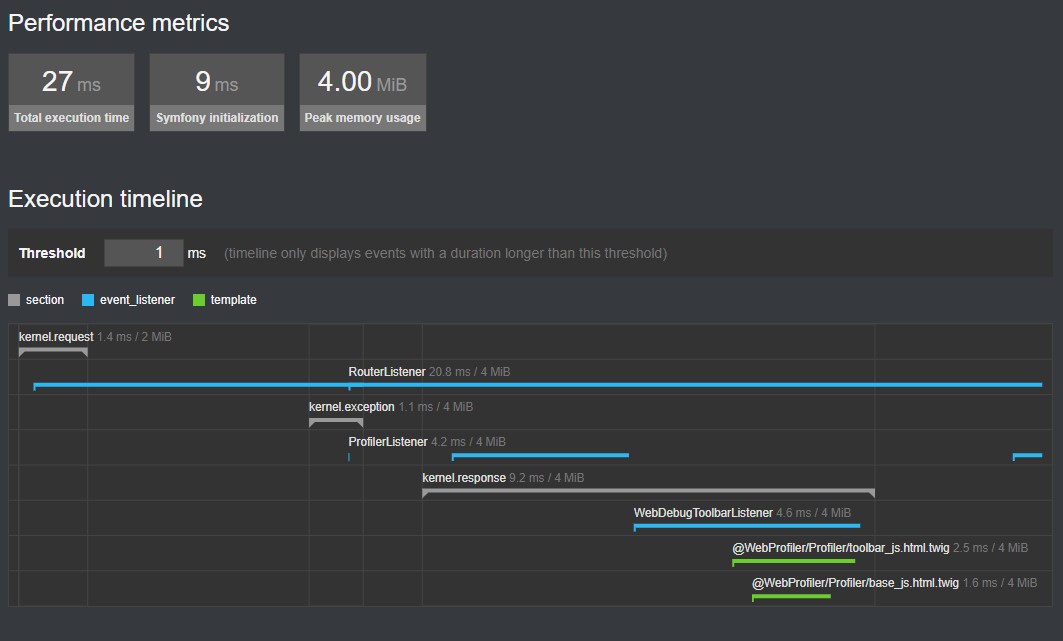 Performance metrics
27 ms 9 ms 4.00 MiB
Total execution time Symfony initialization Peak memory usage
Execution timeline
Threshold 1 ms (timeline only displays events with a duration longer than this threshold)
section event_listener template
kernel.request 1.4 ms / 2 MiB
RouterListener 20.8 ms / 4 MiB
kernel.exception 1.1 ms / 4 MiB
ProfilerListener 4.2 ms / 4 MiB
kernel.response 9.2 ms / 4 MiB
WebDebugToolbarListener 4.6 ms / 4 MiB
@WebProfiler/Profiler/toolbar_js.html.twig 2.5 ms / 4 MiB
@WebProfiler/Profiler/base_js.html.twig 1.6 ms / 4 MiB